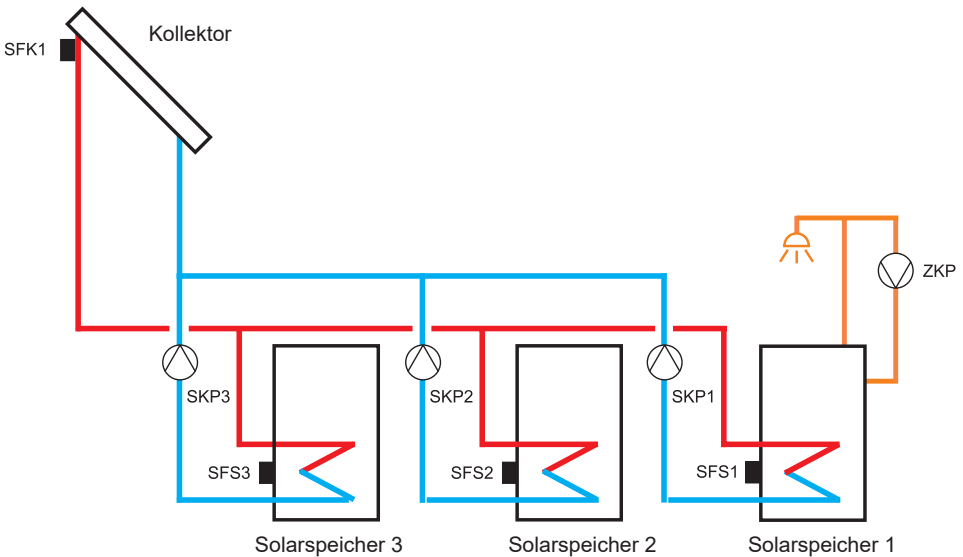 Kollektor
SFK1
ZKP
SKP3
SKP2
SKP1
SFS3
SFS2
SFS1
Solarspeicher 3
Solarspeicher 2
Solarspeicher 1